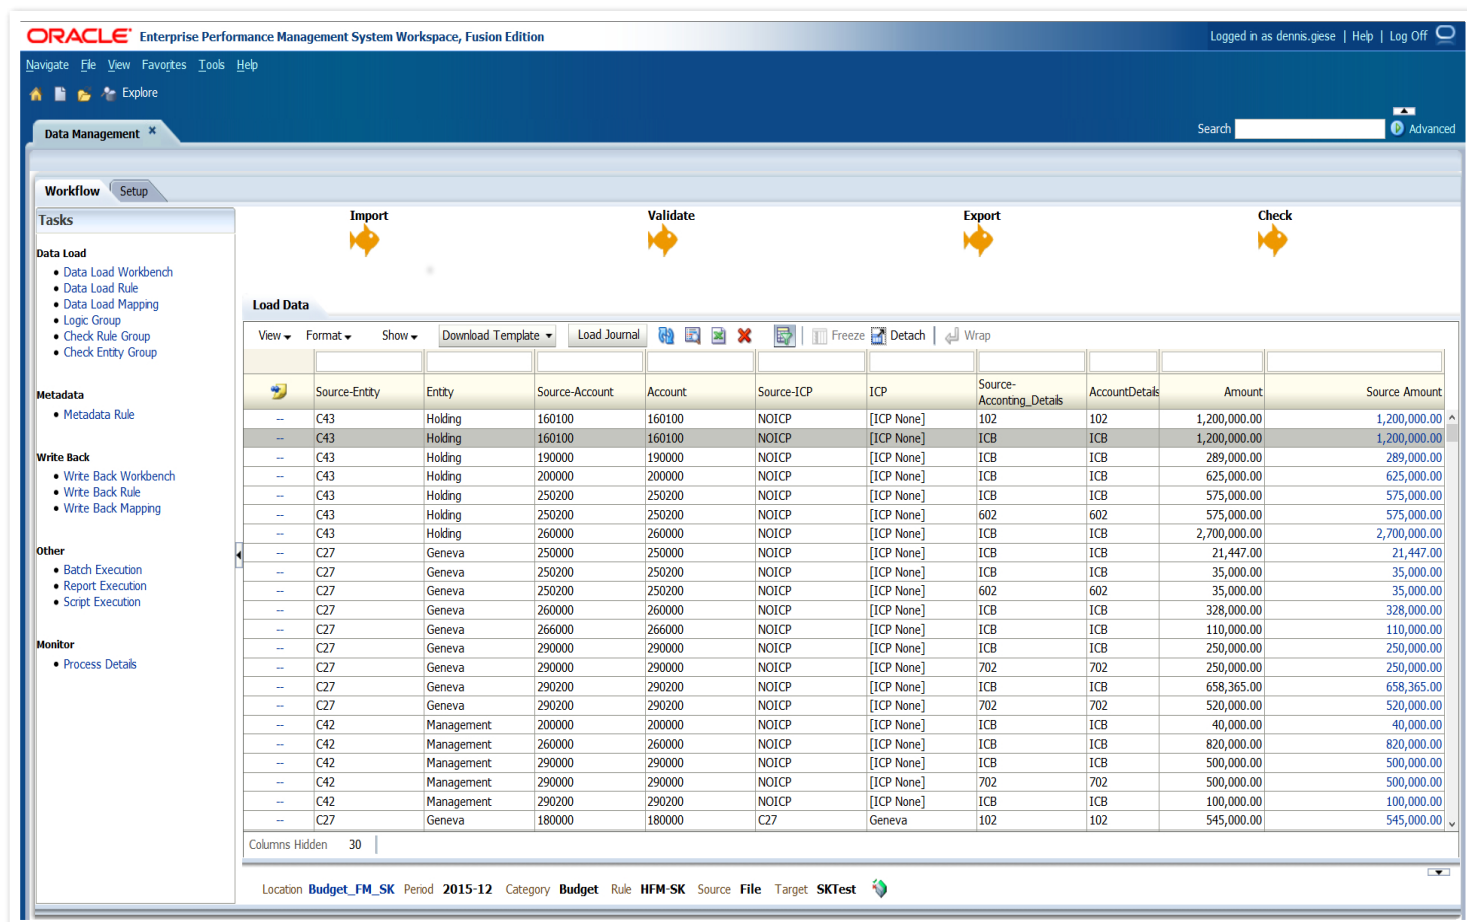 ORACLE Enterprise Performance Management System Workspace, Fusion Edition
Logged in as dennis.giese | Help | Log Off
Navigate File View Favorites Tools Help
Explore
Data Management ×
Search
Advanced
Workflow Setup
Tasks
Data Load
• Data Load Workbench
• Data Load Rule
• Data Load Mapping
• Logic Group
• Check Rule Group
• Check Entity Group
Metadata
• Metadata Rule
Write Back
• Write Back Workbench
• Write Back Rule
• Write Back Mapping
Other
• Batch Execution
• Report Execution
• Script Execution
Monitor
• Process Details
Import Validate Export Check
Load Data
View Format Show Download Template Load Journal Freeze Detach Wrap
Source-Entity Entity Source-Account Account Source-ICP ICP Source-Acconting_Details AccountDetails Amount Source Amount
-- C43 Holding 160100 160100 NOICP [ICP None] 102 102 1,200,000.00 1,200,000.00
-- C43 Holding 160100 160100 NOICP [ICP None] ICB ICB 1,200,000.00 1,200,000.00
-- C43 Holding 190000 190000 NOICP [ICP None] ICB ICB 289,000.00 289,000.00
-- C43 Holding 200000 200000 NOICP [ICP None] ICB ICB 625,000.00 625,000.00
-- C43 Holding 250200 250200 NOICP [ICP None] ICB ICB 575,000.00 575,000.00
-- C43 Holding 250200 250200 NOICP [ICP None] 602 602 575,000.00 575,000.00
-- C43 Holding 260000 260000 NOICP [ICP None] ICB ICB 2,700,000.00 2,700,000.00
-- C27 Geneva 250000 250000 NOICP [ICP None] ICB ICB 21,447.00 21,447.00
-- C27 Geneva 250200 250200 NOICP [ICP None] ICB ICB 35,000.00 35,000.00
-- C27 Geneva 250200 250200 NOICP [ICP None] 602 602 35,000.00 35,000.00
-- C27 Geneva 260000 260000 NOICP [ICP None] ICB ICB 328,000.00 328,000.00
-- C27 Geneva 266000 266000 NOICP [ICP None] ICB ICB 110,000.00 110,000.00
-- C27 Geneva 290000 290000 NOICP [ICP None] ICB ICB 250,000.00 250,000.00
-- C27 Geneva 290000 290000 NOICP [ICP None] 702 702 250,000.00 250,000.00
-- C27 Geneva 290200 290200 NOICP [ICP None] ICB ICB 658,365.00 658,365.00
-- C27 Geneva 290200 290200 NOICP [ICP None] 702 702 520,000.00 520,000.00
-- C42 Management 200000 200000 NOICP [ICP None] ICB ICB 40,000.00 40,000.00
-- C42 Management 260000 260000 NOICP [ICP None] ICB ICB 820,000.00 820,000.00
-- C42 Management 290000 290000 NOICP [ICP None] ICB ICB 500,000.00 500,000.00
-- C42 Management 290000 290000 NOICP [ICP None] 702 702 500,000.00 500,000.00
-- C42 Management 290200 290200 NOICP [ICP None] ICB ICB 100,000.00 100,000.00
-- C27 Geneva 180000 180000 C27 Geneva 102 102 545,000.00 545,000.00
Columns Hidden 30
Location Budget_FM_SK Period 2015-12 Category Budget Rule HFM-SK Source File Target SKTest